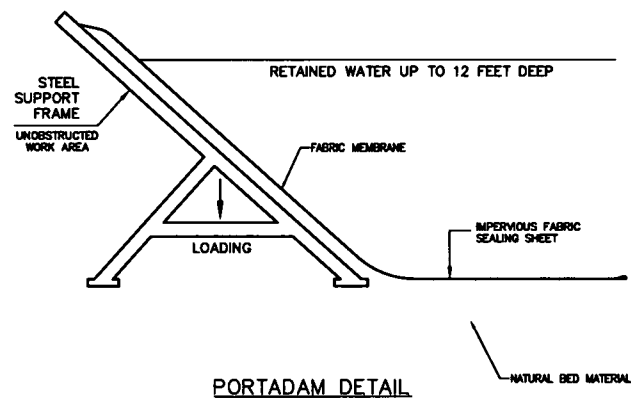 RETAINED WATER UP TO 12 FEET DEEP
STEEL
SUPPORT
FRAME
UNOBSTRUCTED
WORK AREA
FABRIC MEMBRANE
LOADING
IMPERVIOUS FABRIC
SEALING SHEET
NATURAL BED MATERIAL
PORTADAM DETAIL